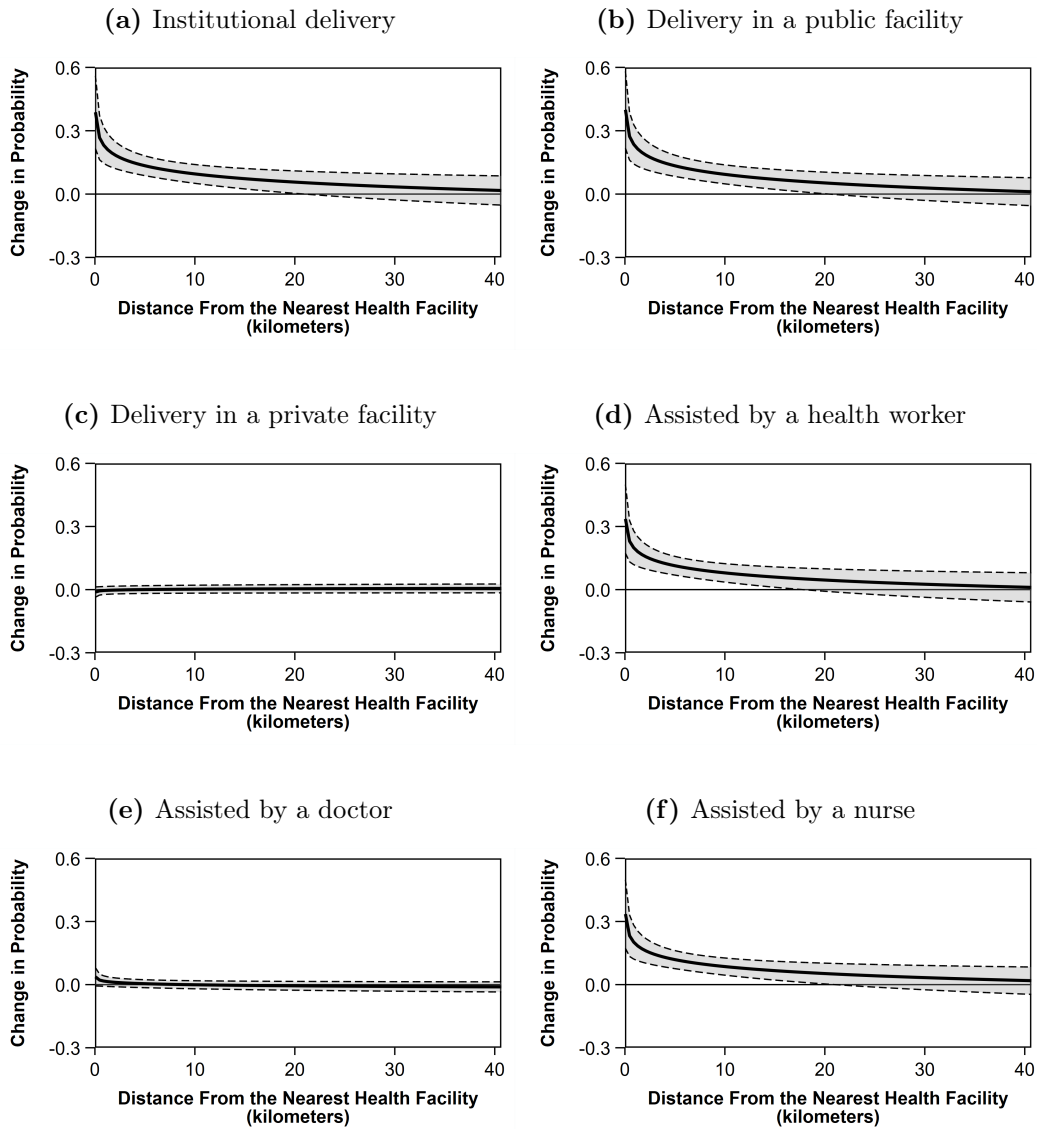 (a) Institutional delivery
Change in Probability
0.6
0.3
0.0
-0.3
0 10 20 30 40
Distance From the Nearest Health Facility
(kilometers)
(b) Delivery in a public facility
Change in Probability
0.6
0.3
0.0
-0.3
0 10 20 30 40
Distance From the Nearest Health Facility
(kilometers)
(c) Delivery in a private facility
Change in Probability
0.6
0.3
0.0
-0.3
0 10 20 30 40
Distance From the Nearest Health Facility
(kilometers)
(d) Assisted by a health worker
Change in Probability
0.6
0.3
0.0
-0.3
0 10 20 30 40
Distance From the Nearest Health Facility
(kilometers)
(e) Assisted by a doctor
Change in Probability
0.6
0.3
0.0
-0.3
0 10 20 30 40
Distance From the Nearest Health Facility
(kilometers)
(f) Assisted by a nurse
Change in Probability
0.6
0.3
0.0
-0.3
0 10 20 30 40
Distance From the Nearest Health Facility
(kilometers)